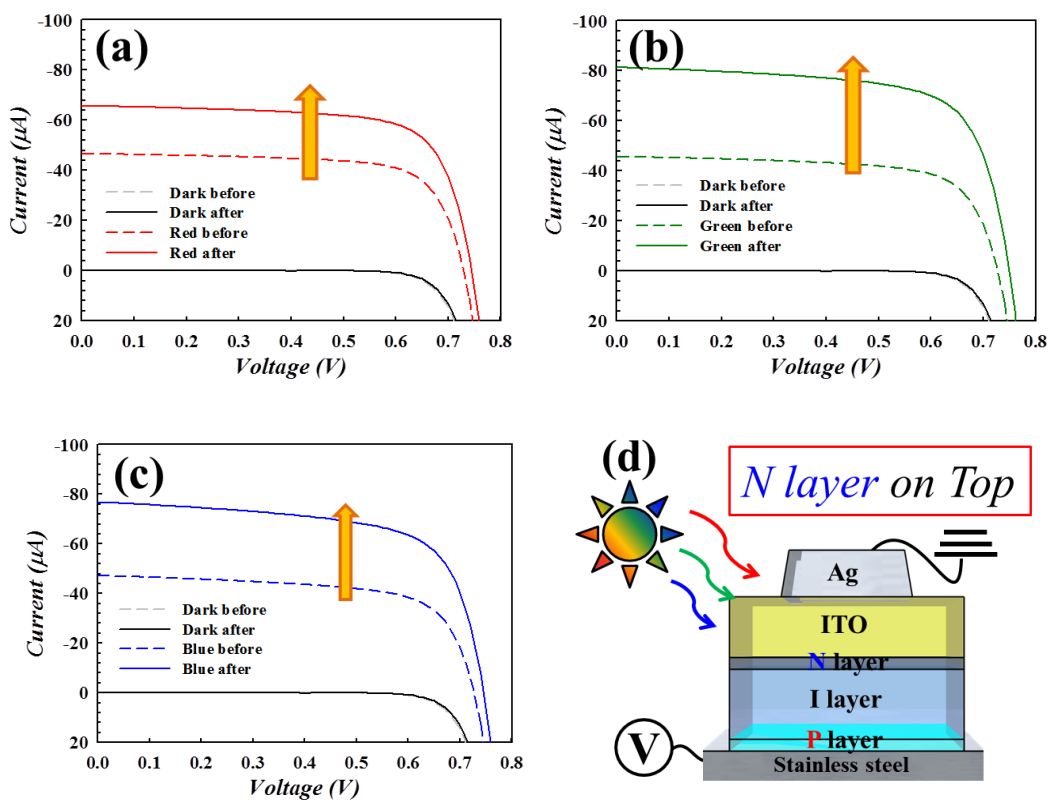 (a)
-100
-80
-60
-40
-20
0
20
Current (μA)
Dark before
Dark after
Red before
Red after
0.0 0.1 0.2 0.3 0.4 0.5 0.6 0.7 0.8
Voltage (V)
(b)
-100
-80
-60
-40
-20
0
20
Current (μA)
Dark before
Dark after
Green before
Green after
0.0 0.1 0.2 0.3 0.4 0.5 0.6 0.7 0.8
Voltage (V)
(c)
-100
-80
-60
-40
-20
0
20
Current (μA)
Dark before
Dark after
Blue before
Blue after
0.0 0.1 0.2 0.3 0.4 0.5 0.6 0.7 0.8
Voltage (V)
(d)
N layer on Top
Ag
ITO
N layer
I layer
P layer
V
Stainless steel